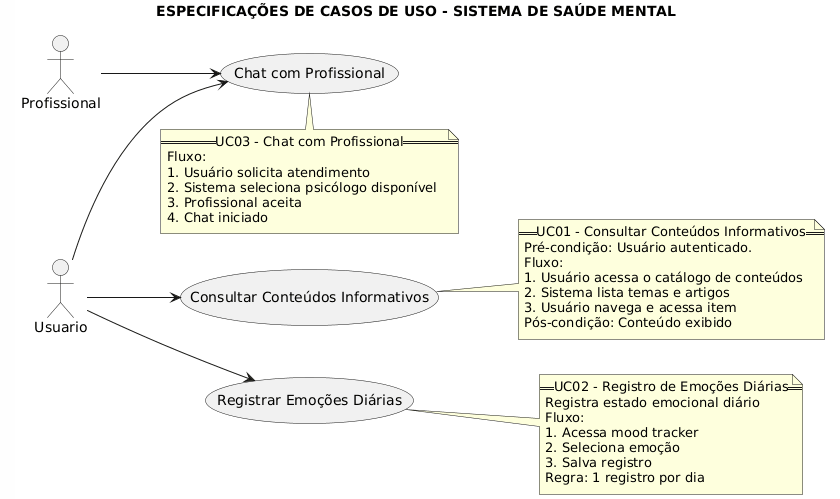 ESPECIFICAÇÕES DE CASOS DE USO - SISTEMA DE SAÚDE MENTAL
Profissional
Chat com Profissional
UC03 - Chat com Profissional
Fluxo:
1. Usuário solicita atendimento
2. Sistema seleciona psicólogo disponível
3. Profissional aceita
4. Chat iniciado
Usuario
Consultar Conteúdos Informativos
UC01 - Consultar Conteúdos Informativos
Pré-condição: Usuário autenticado.
Fluxo:
1. Usuário acessa o catálogo de conteúdos
2. Sistema lista temas e artigos
3. Usuário navega e acessa item
Pós-condição: Conteúdo exibido
Registrar Emoções Diárias
UC02 - Registro de Emoções Diárias
Registra estado emocional diário
Fluxo:
1. Acessa mood tracker
2. Seleciona emoção
3. Salva registro
Regra: 1 registro por dia